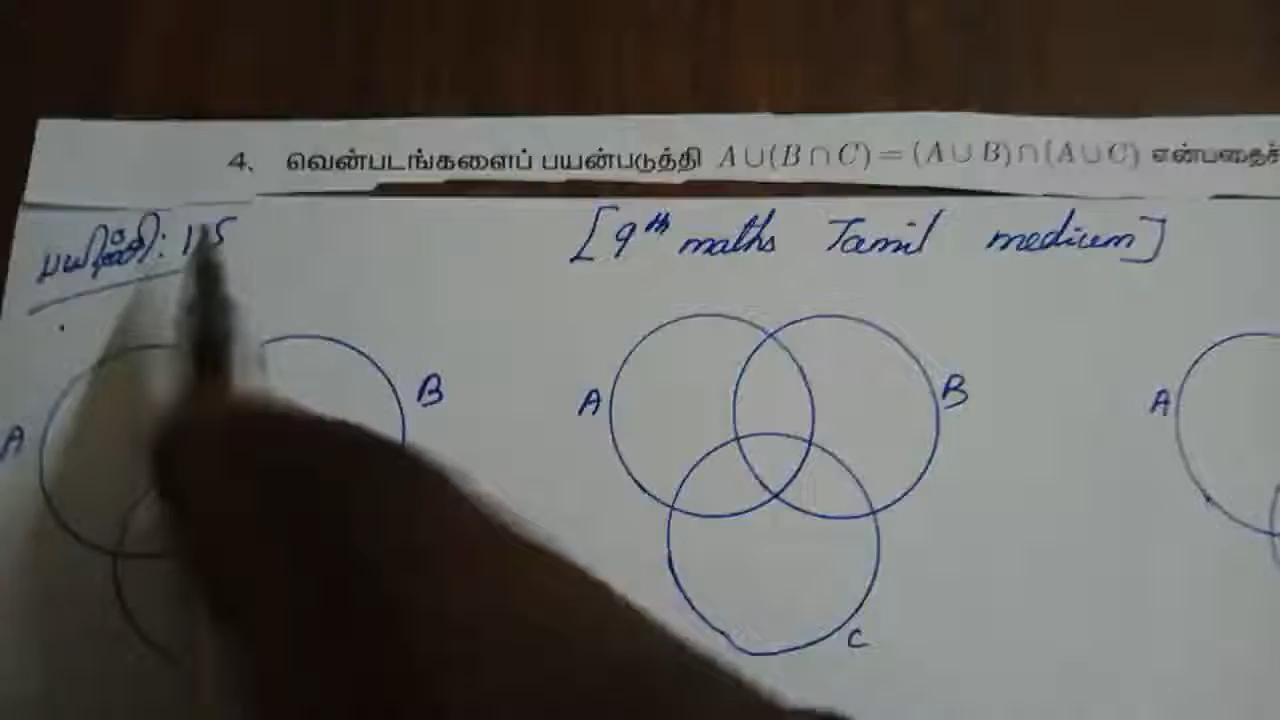 4. வென்படங்களைப் பயன்படுத்தி A∪(B∩C)=(A∪B)∩(A∪C) என்பதைச்
பயிற்சி: 1.5 [9th maths Tamil medium]
A B A B A
C